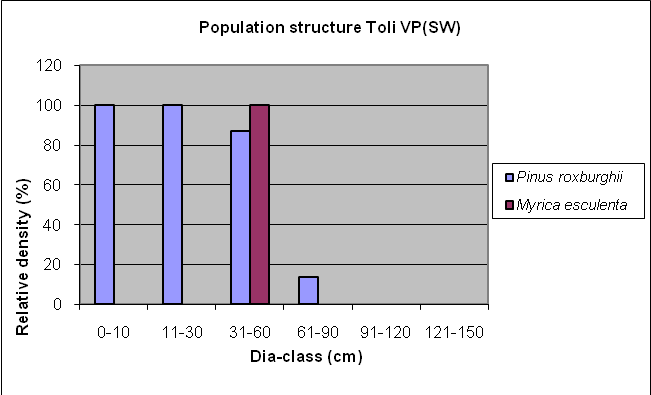 Population structure Toli VP(SW)
Relative density (%)
120
100
80
60
40
20
0
0-10 11-30 31-60 61-90 91-120 121-150
Dia-class (cm)
Pinus roxburghii
Myrica esculenta